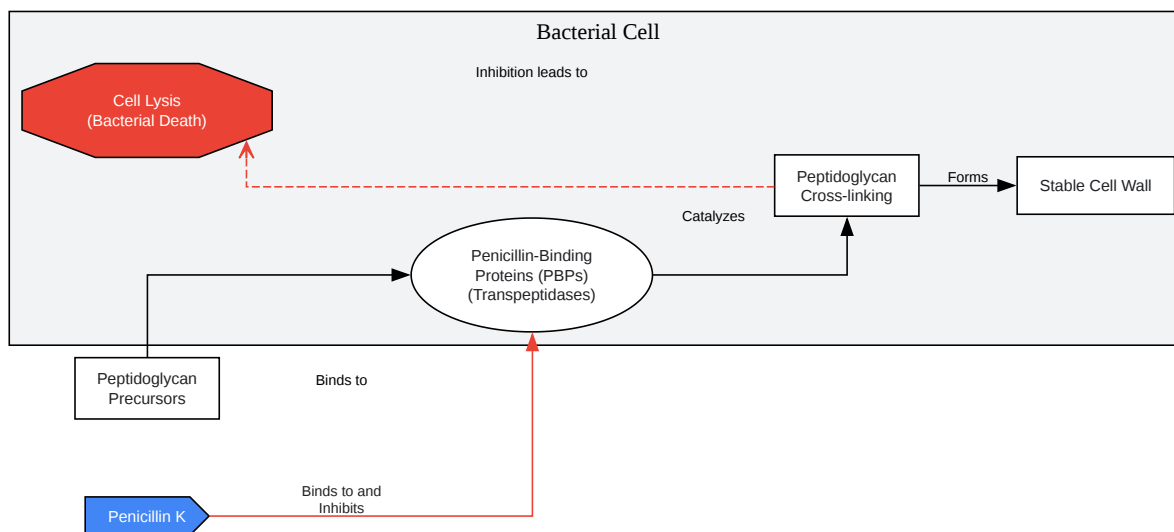 Bacterial Cell
Inhibition leads to
Cell Lysis
(Bacterial Death)
Peptidoglycan
Cross-linking
Forms
Stable Cell Wall
Catalyzes
Penicillin-Binding
Proteins (PBPs)
(Transpeptidases)
Peptidoglycan
Precursors
Binds to
Binds to and
Inhibits
Penicillin K